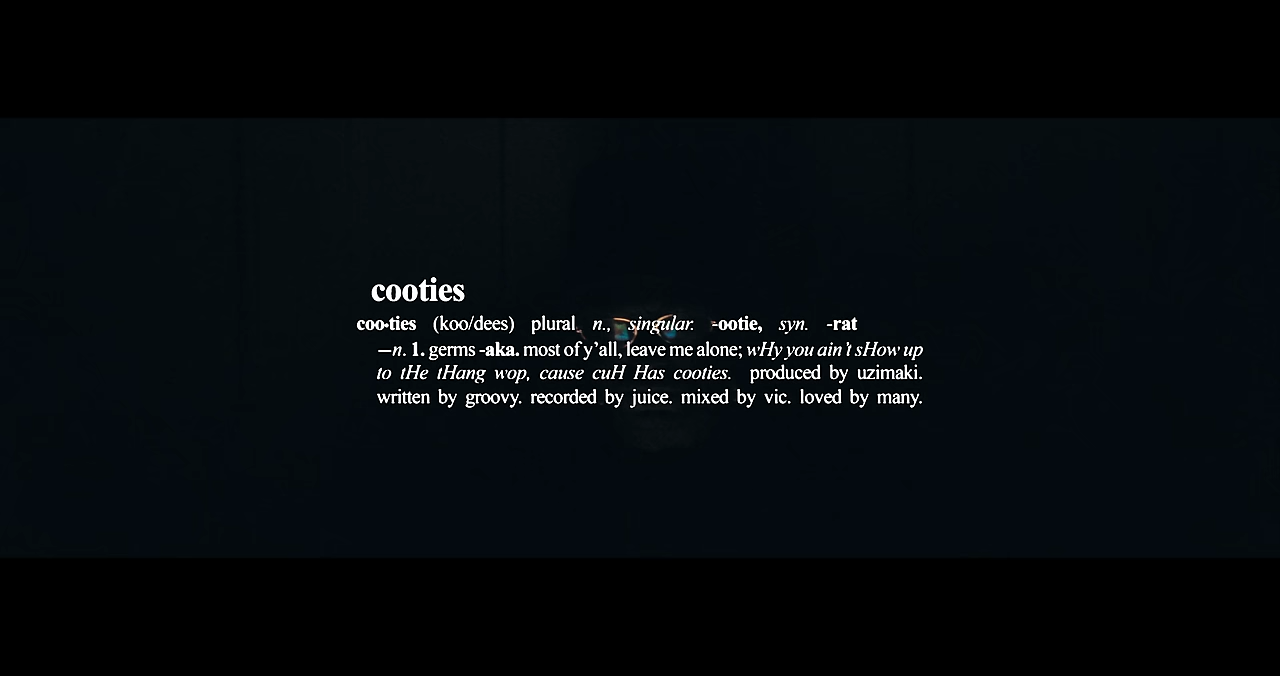 cooties
coo·ties (koo/dees) plural n., singular. -ootie, syn. -rat
—n. 1. germs -aka. most of y'all, leave me alone; wHy you ain't sHow up
to tHe tHang wop, cause cuH Has cooties. produced by uzimaki.
written by groovy. recorded by juice. mixed by vic. loved by many.